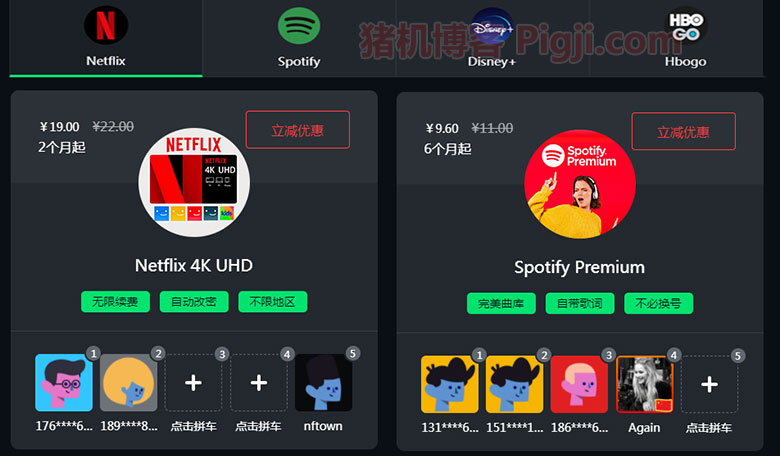 猪机博客 Pigji.com
N
Disney+
HBO
GO
Netflix
Spotify
Disney+
Hbogo
￥19.00 ¥22.00
立减优惠
2个月起
NETFLIX
NETFLIX
4K UHD
kids
Netflix 4K UHD
无限续费
自动改密
不限地区
1
2
3
4
5
176****6...
189****8...
点击拼车
点击拼车
nftown
￥9.60 ¥11.00
立减优惠
6个月起
Spotify
Premium
Spotify Premium
完美曲库
自带歌词
不必换号
1
2
3
4
5
131****6...
151****1...
186****6...
Again
点击拼车